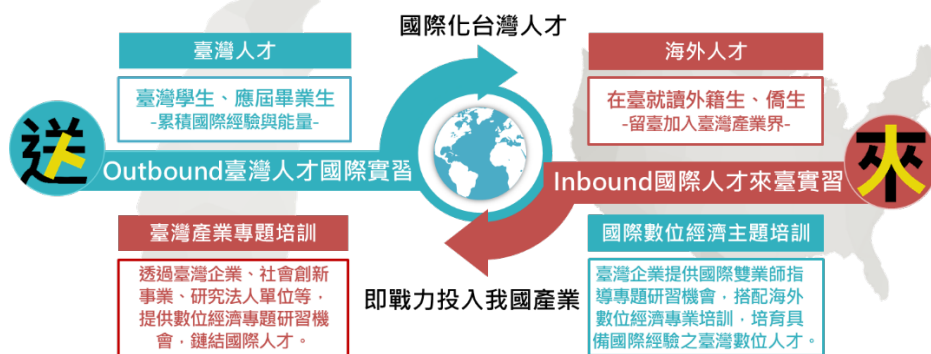 國際化台灣人才
臺灣人才
臺灣學生、應屆畢業生
-累積國際經驗與能量-
海外人才
在臺就讀外籍生、僑生
-留臺加入臺灣產業界-
送
Outbound臺灣人才國際實習
Inbound國際人才來臺實習
來
臺灣產業專題培訓
透過臺灣企業、社會創新
事業、研究法人單位等，
提供數位經濟專題研習機
會，鏈結國際人才。
即戰力投入我國產業
國際數位經濟主題培訓
臺灣企業提供國際雙業師指
導專題研習機會，搭配海外
數位經濟專業培訓，培育具
備國際經驗之臺灣數位人才。